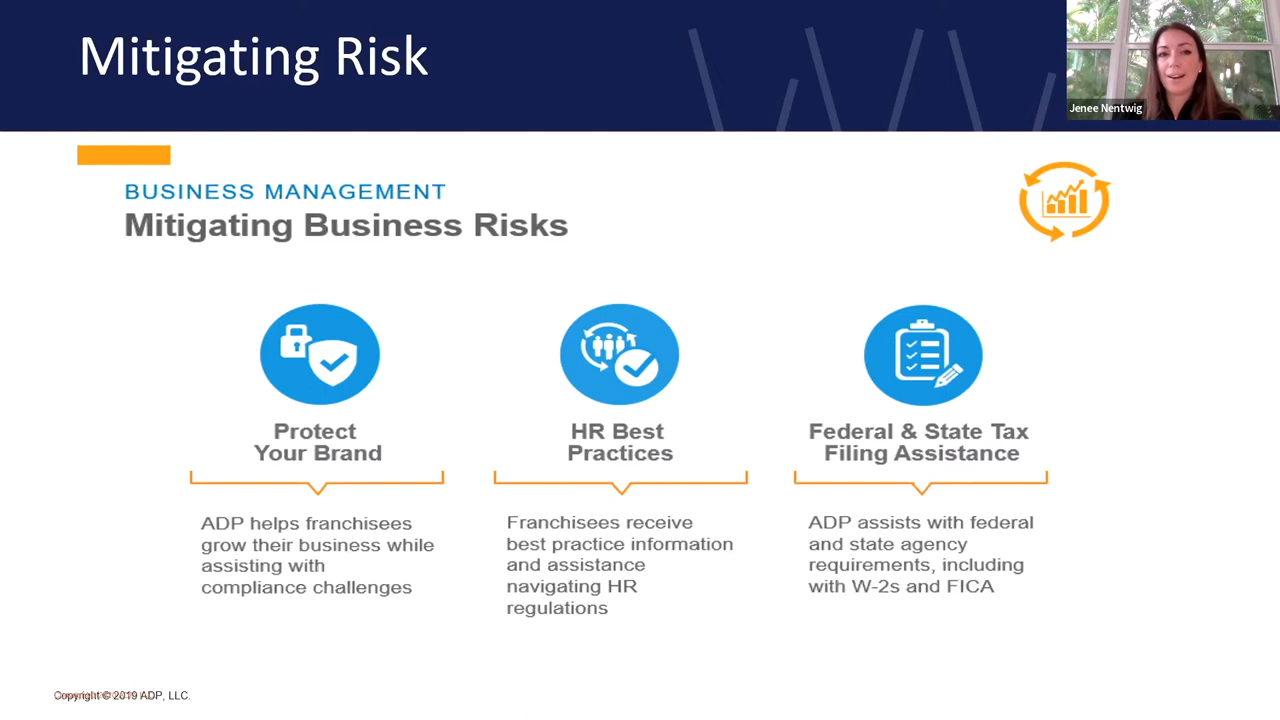 Mitigating Risk
Jenee Nentwig
BUSINESS MANAGEMENT
Mitigating Business Risks
Protect
Your Brand
ADP helps franchisees
grow their business while
assisting with
compliance challenges
HR Best
Practices
Franchisees receive
best practice information
and assistance
navigating HR
regulations
Federal & State Tax
Filing Assistance
ADP assists with federal
and state agency
requirements, including
with W-2s and FICA
Copyright © 2019 ADP, LLC.